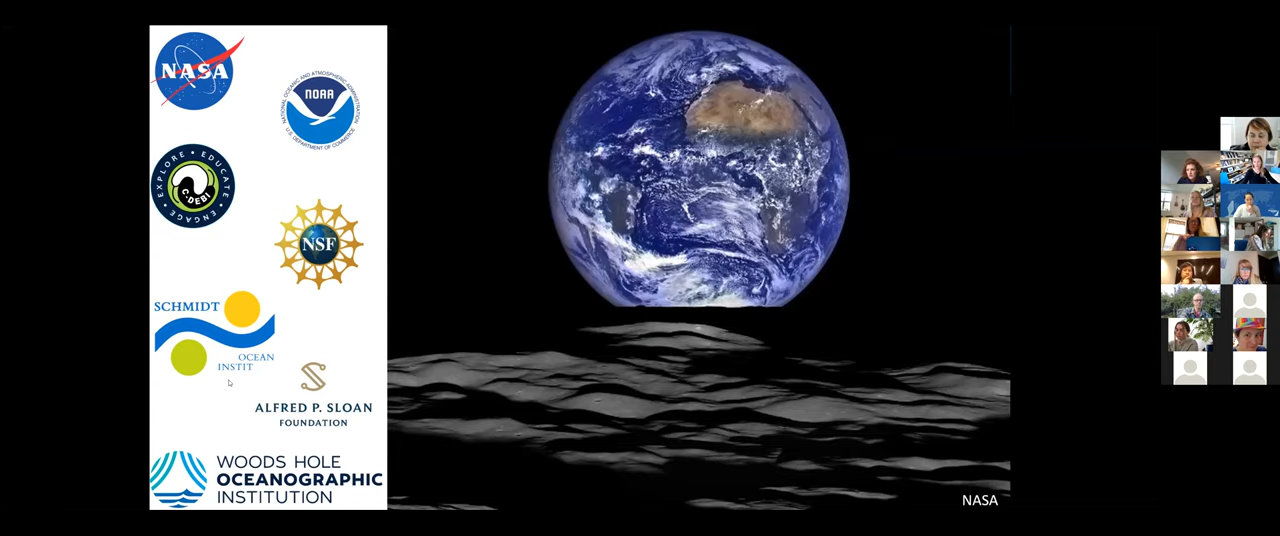 NASA
NATIONAL OCEANIC AND ATMOSPHERIC ADMINISTRATION
NOAA
U.S. DEPARTMENT OF COMMERCE
EXPLORE • EDUCATE • ENGAGE •
C-DEBI
NSF
SCHMIDT
OCEAN
INSTIT
ALFRED P. SLOAN
FOUNDATION
WOODS HOLE
OCEANOGRAPHIC
INSTITUTION
NASA